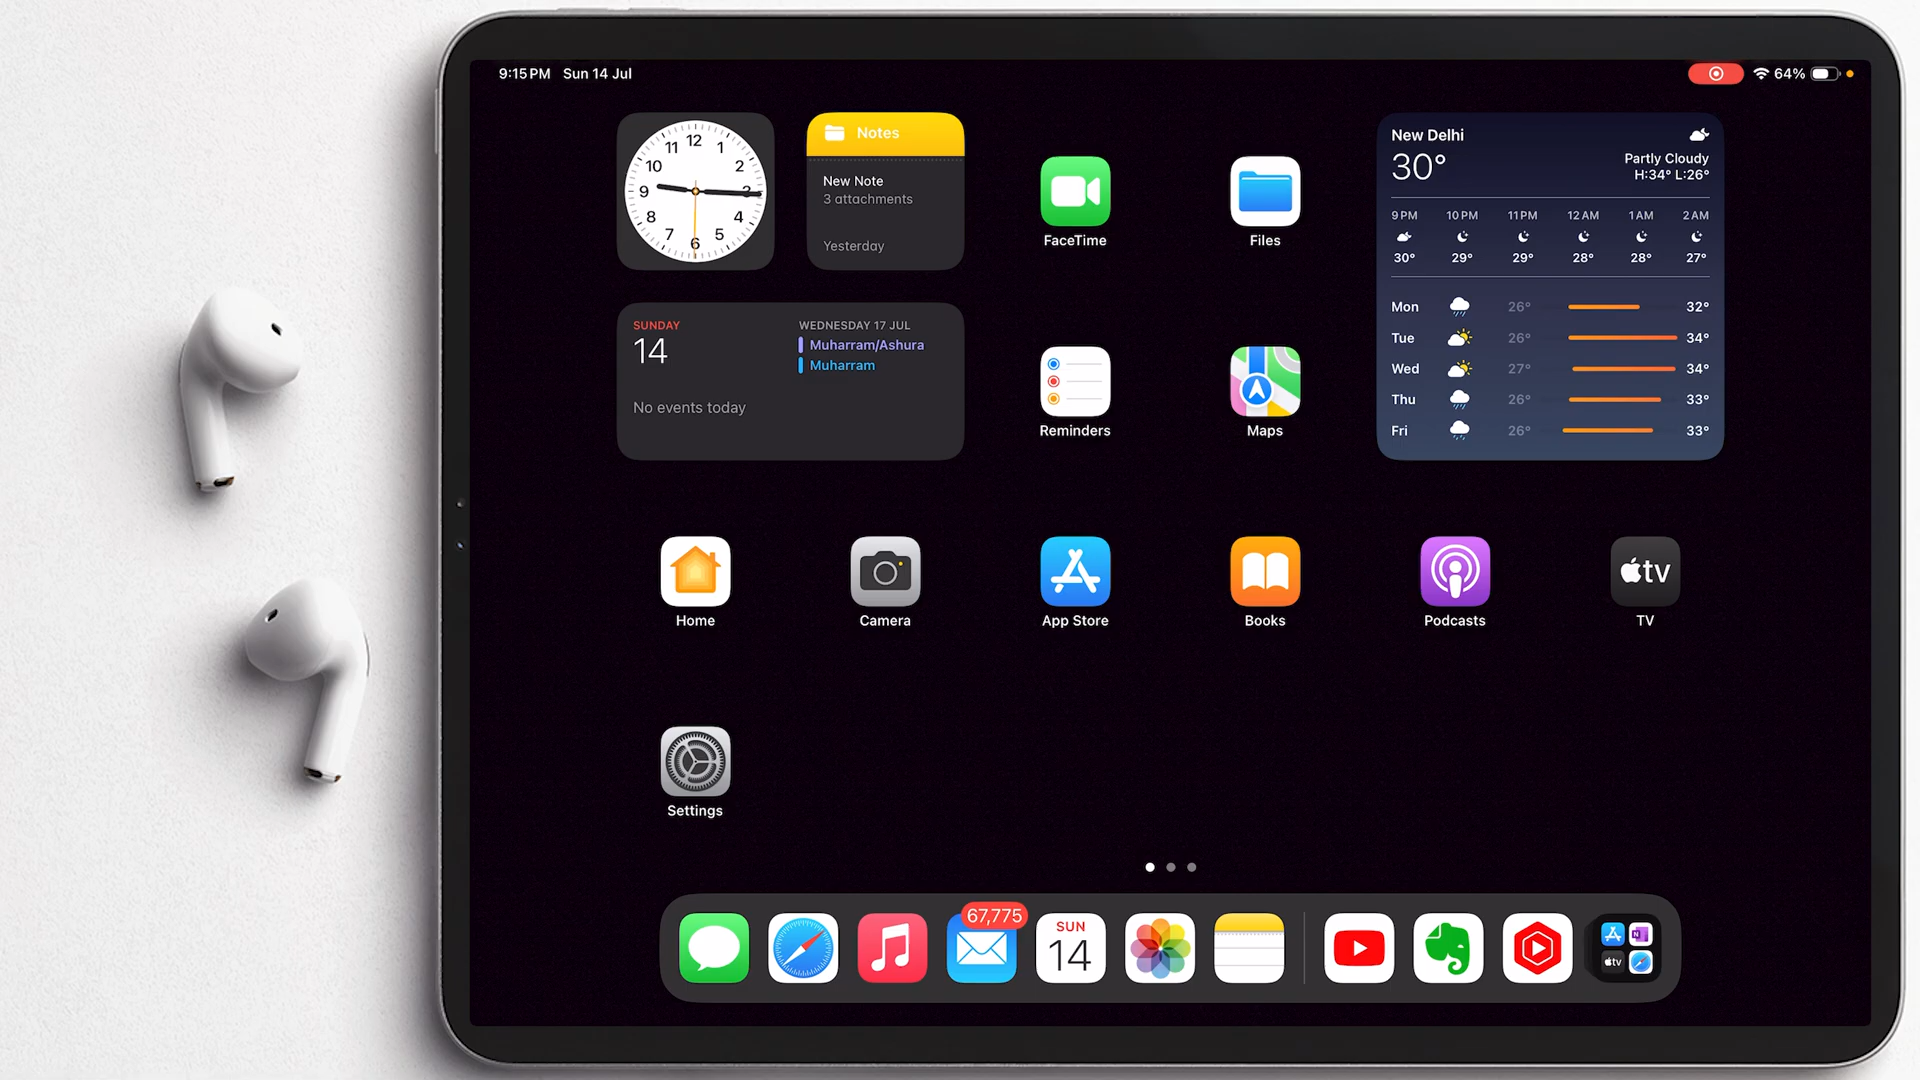 9:15 PM Sun 14 Jul
64%
12
1
2
3
4
5
6
7
8
9
10
11
Notes
New Note
3 attachments
Yesterday
FaceTime
Files
New Delhi
30°
Partly Cloudy
H:34° L:26°
9 PM 10 PM 11 PM 12 AM 1 AM 2 AM
30° 29° 29° 28° 28° 27°
Mon 26° 32°
Tue 26° 34°
Wed 27° 34°
Thu 26° 33°
Fri 26° 33°
SUNDAY
14
No events today
WEDNESDAY 17 JUL
Muharram/Ashura
Muharram
Reminders
Maps
Home
Camera
App Store
Books
Podcasts
tv
TV
Settings
67,775
SUN
14
tv